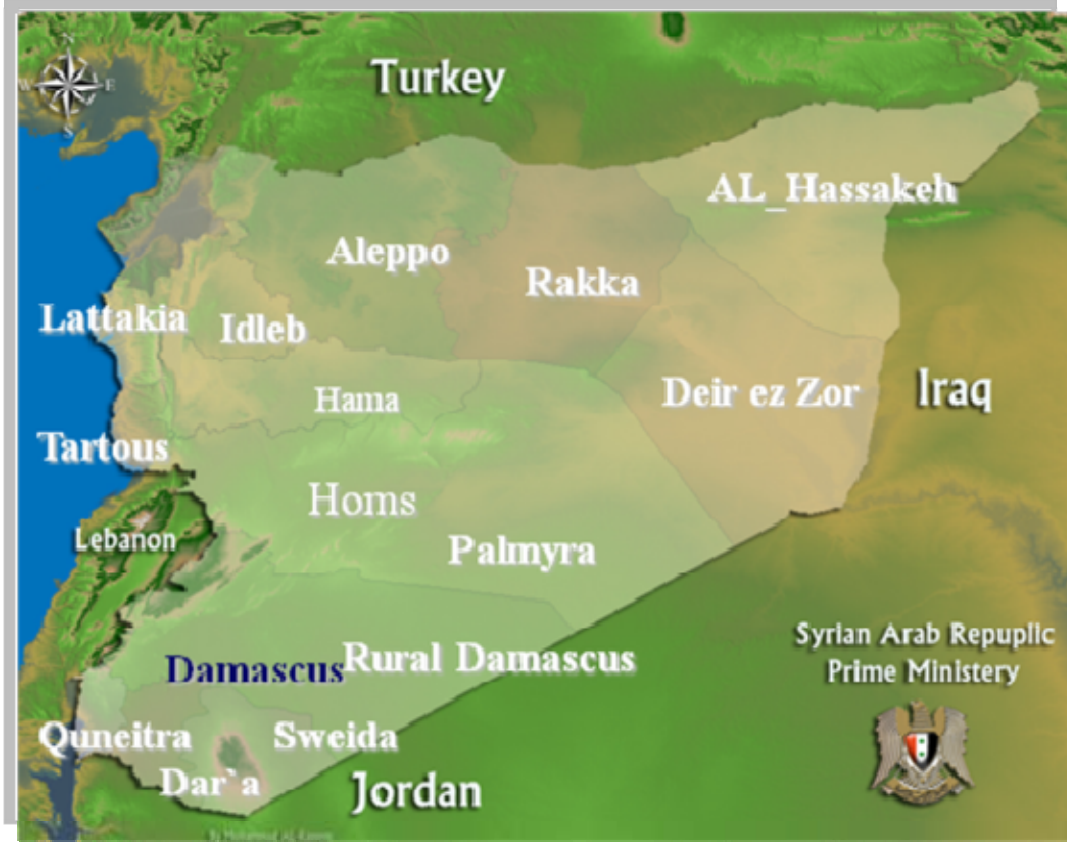 N
W E
S
Turkey
AL_Hassakeh
Aleppo
Rakka
Lattakia
Idleb
Deir ez Zor
Iraq
Hama
Tartous
Homs
Lebanon
Palmyra
Syrian Arab Repuplic
Prime Ministery
Damascus
Rural Damascus
Quneitra
Sweida
Dar`a
Jordan